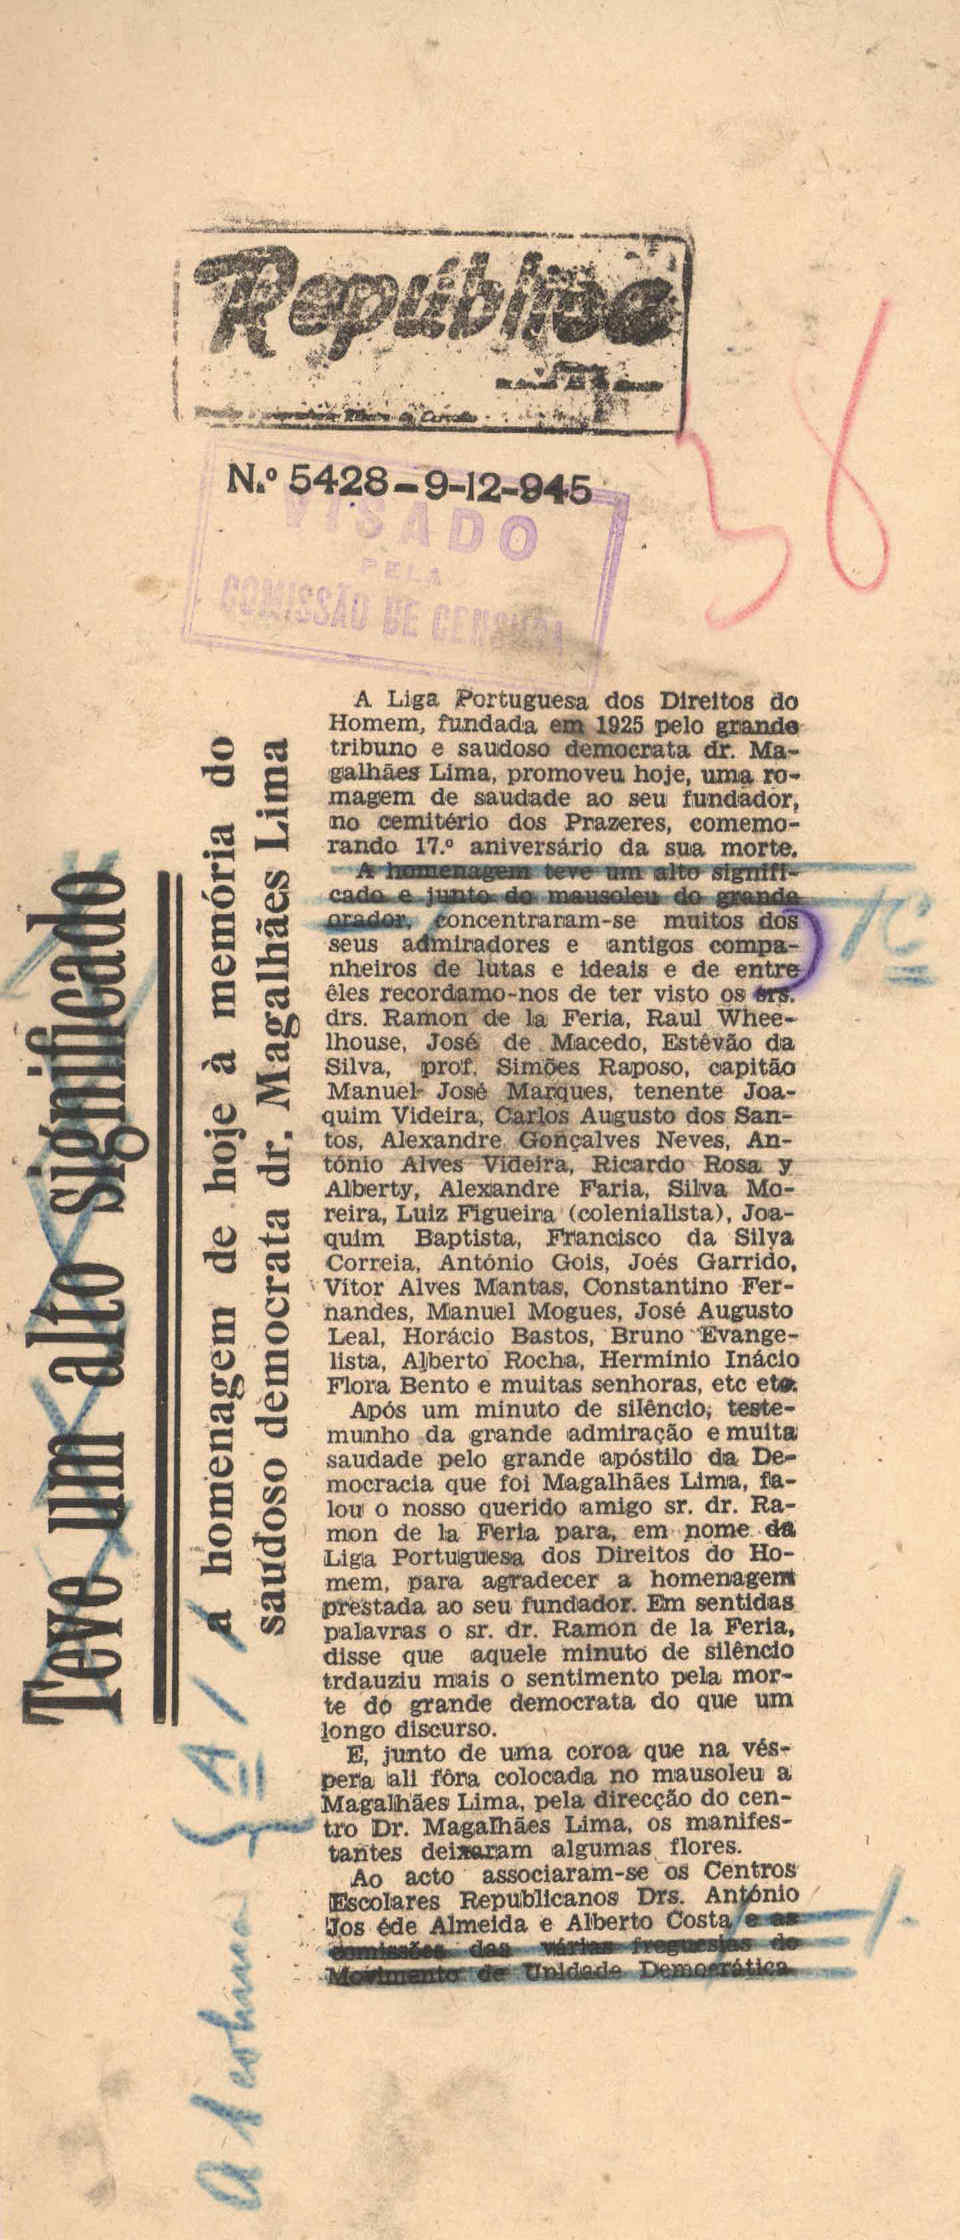 República
N.º 5428-9-12-945
VISADO
PELA
COMISSÃO DE CENSURA
38
Teve um alto significado
a homenagem de hoje à memória do
saudoso democrata dr. Magalhães Lima
A Liga Portuguesa dos Direitos do
Homem, fundada em 1925 pelo grande
tribuno e saudoso democrata dr. Ma-
galhães Lima, promoveu hoje, uma ro-
magem de saudade ao seu fundador,
no cemitério dos Prazeres, comemo-
rando 17.º aniversário da sua morte.
A homenagem teve um alto signifi-
cado e junto do mausoleu do grande
orador, concentraram-se muitos dos
seus admiradores e antigos compa-
nheiros de lutas e ideais e de entre
êles recordamo-nos de ter visto os srs.
drs. Ramon de la Feria, Raul Whee-
lhouse, José de Macedo, Estêvão da
Silva, prof. Simões Raposo, capitão
Manuel José Marques, tenente Joa-
quim Videira, Carlos Augusto dos San-
tos, Alexandre Gonçalves Neves, An-
tónio Alves Videira, Ricardo Rosa y
Alberty, Alexandre Faria, Silva Mo-
reira, Luiz Figueira (colenialista), Joa-
quim Baptista, Francisco da Silva
Correia, António Gois, Joés Garrido,
Vitor Alves Mantas, Constantino Fer-
nandes, Manuel Mogues, José Augusto
Leal, Horácio Bastos, Bruno Evange-
lista, Alberto Rocha, Herminio Inácio
Flora Bento e muitas senhoras, etc etc.
Após um minuto de silêncio, teste-
munho da grande admiração e muita
saudade pelo grande apóstilo da De-
mocracia que foi Magalhães Lima, fa-
lou o nosso querido amigo sr. dr. Ra-
mon de la Feria para, em nome da
Liga Portuguesa dos Direitos do Ho-
mem, para agradecer a homenagem
prestada ao seu fundador. Em sentidas
palavras o sr. dr. Ramon de la Feria,
disse que aquele minuto de silêncio
trdauziu mais o sentimento pela mor-
te do grande democrata do que um
longo discurso.
E, junto de uma coroa que na vés-
pera ali fôra colocada no mausoleu a
Magalhães Lima, pela direcção do cen-
tro Dr. Magalhães Lima, os manifes-
tantes deixaram algumas flores.
Ao acto associaram-se os Centros
Escolares Republicanos Drs. António
Jos éde Almeida e Alberto Costa e as
comissões das várias freguesias do
Movimento de Unidade Democrática.
A
a 1 coluna